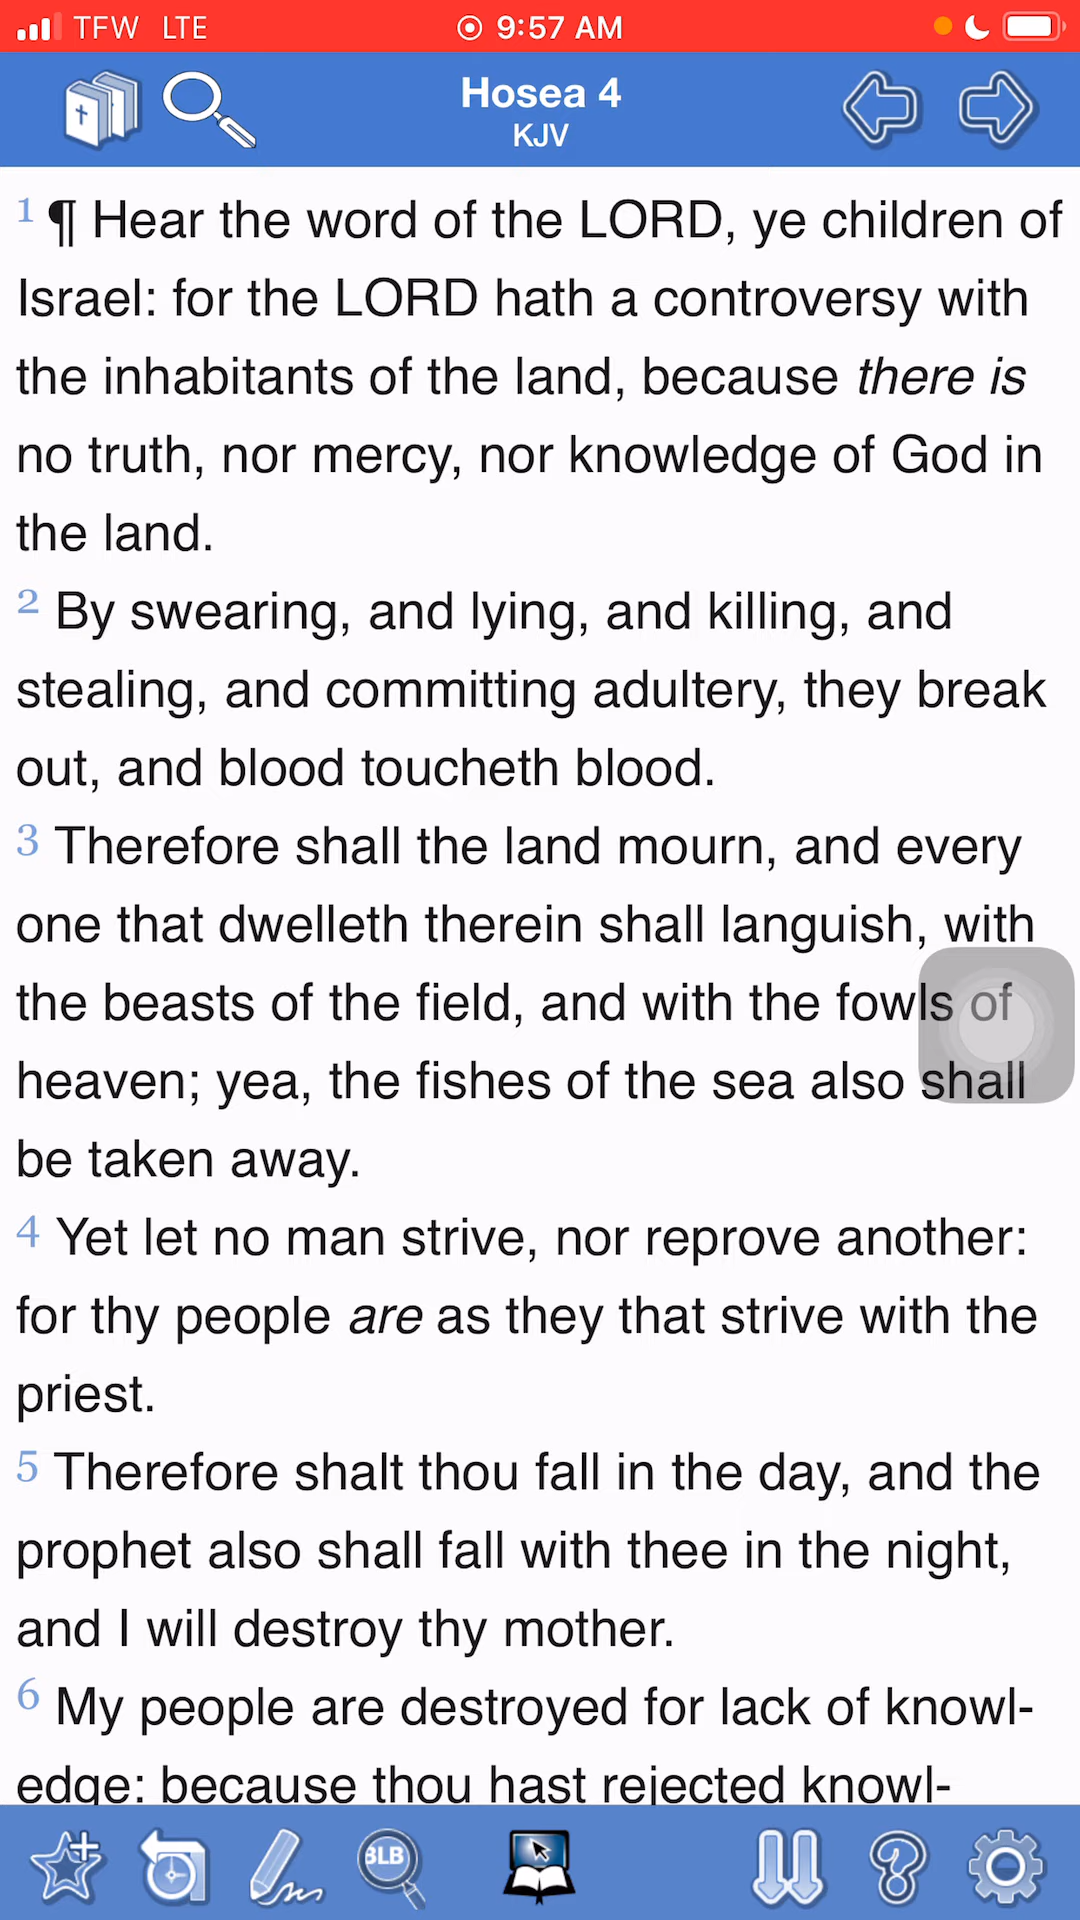 TFW LTE 9:57 AM
Hosea 4
KJV
1 ¶ Hear the word of the LORD, ye children of
Israel: for the LORD hath a controversy with
the inhabitants of the land, because there is
no truth, nor mercy, nor knowledge of God in
the land.
2 By swearing, and lying, and killing, and
stealing, and committing adultery, they break
out, and blood toucheth blood.
3 Therefore shall the land mourn, and every
one that dwelleth therein shall languish, with
the beasts of the field, and with the fowls of
heaven; yea, the fishes of the sea also shall
be taken away.
4 Yet let no man strive, nor reprove another:
for thy people are as they that strive with the
priest.
5 Therefore shalt thou fall in the day, and the
prophet also shall fall with thee in the night,
and I will destroy thy mother.
6 My people are destroyed for lack of knowl-
edge: because thou hast rejected knowl-
BLB